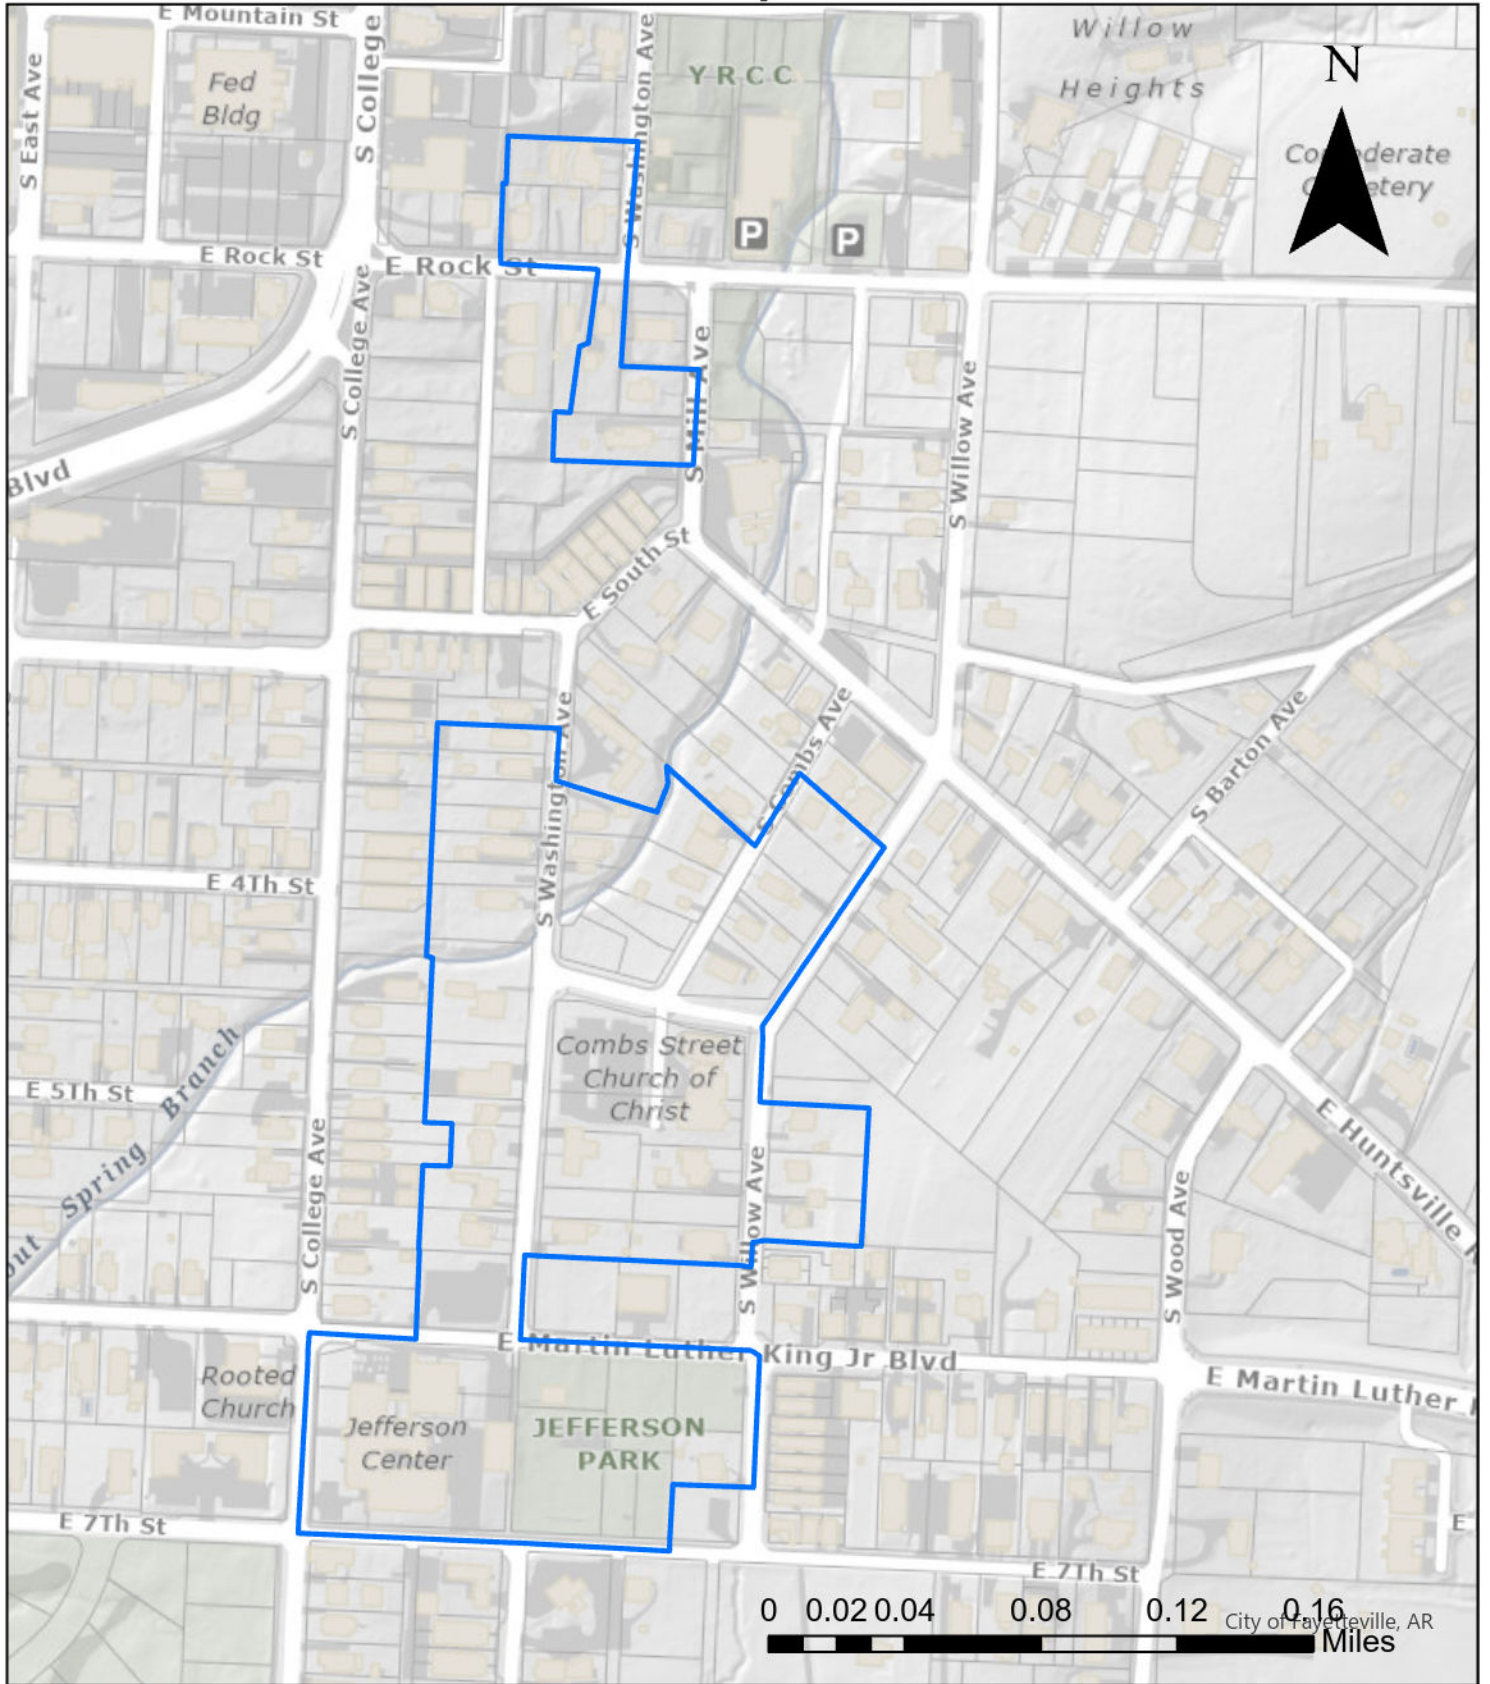 E Mountain St
S East Ave
Fed
Bldg
S College
S Washington Ave
Y R C C
Willow
Heights
N
Confederate
Cemetery
P
P
E Rock St
E Rock St
S College Ave
S Mill Ave
S Willow Ave
Blvd
E South St
S Washington Ave
S Combs Ave
S Barton Ave
E 4Th St
Combs Street
Church of
Christ
E 5Th St
Spring Branch
S College Ave
S Willow Ave
S Wood Ave
E Huntsville
E Martin Luther King Jr Blvd
E Martin Luther
Rooted
Church
Jefferson
Center
JEFFERSON
PARK
E 7Th St
E
E 7Th St
0 0.02 0.04 0.08 0.12 0.16
City of Fayetteville, AR
Miles